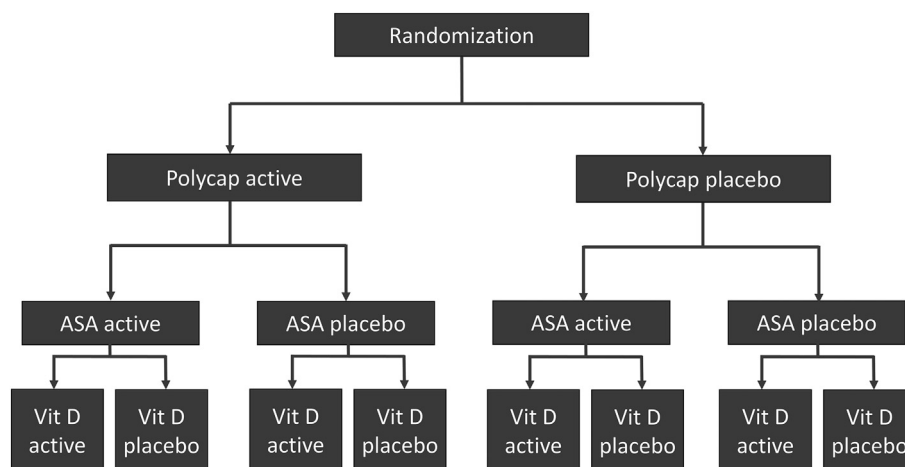 Randomization
Polycap active
Polycap placebo
ASA active
ASA placebo
ASA active
ASA placebo
Vit D
active
Vit D
placebo
Vit D
active
Vit D
placebo
Vit D
active
Vit D
placebo
Vit D
active
Vit D
placebo